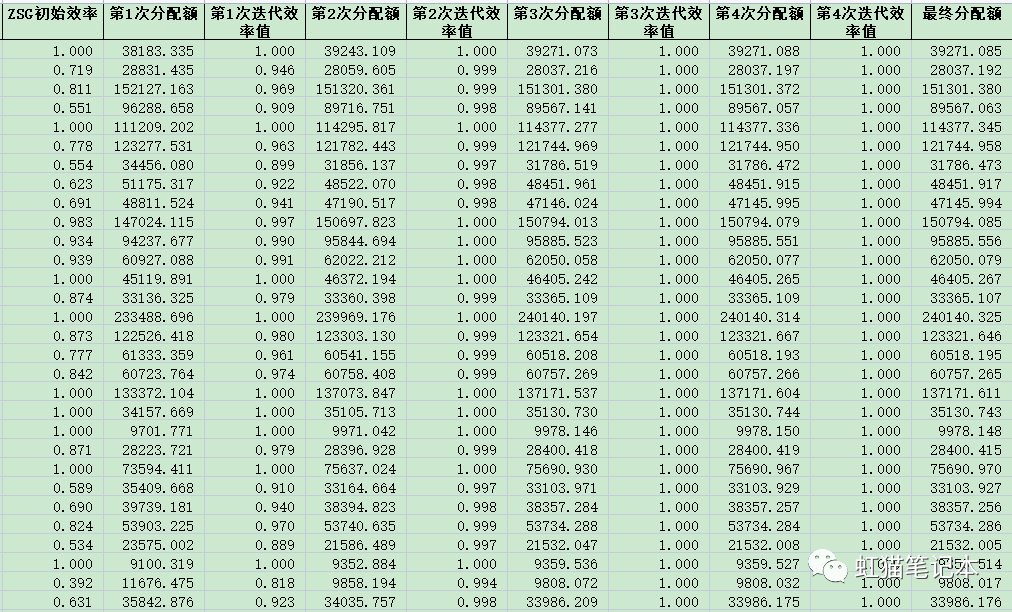 ZSG初始效率 第1次分配额 第1次迭代效率值 第2次分配额 第2次迭代效率值 第3次分配额 第3次迭代效率值 第4次分配额 第4次迭代效率值 最终分配额
1.000 38183.335 1.000 39243.109 1.000 39271.073 1.000 39271.088 1.000 39271.085
0.719 28831.435 0.946 28059.605 0.999 28037.216 1.000 28037.197 1.000 28037.192
0.811 152127.163 0.969 151320.361 0.999 151301.380 1.000 151301.372 1.000 151301.380
0.551 96288.658 0.909 89716.751 0.998 89567.141 1.000 89567.057 1.000 89567.063
1.000 111209.202 1.000 114295.817 1.000 114377.277 1.000 114377.336 1.000 114377.345
0.778 123277.531 0.963 121782.443 0.999 121744.969 1.000 121744.950 1.000 121744.958
0.554 34456.080 0.899 31856.137 0.997 31786.519 1.000 31786.472 1.000 31786.473
0.623 51175.317 0.922 48522.070 0.998 48451.961 1.000 48451.915 1.000 48451.917
0.691 48811.524 0.941 47190.517 0.998 47146.024 1.000 47145.995 1.000 47145.994
0.983 147024.115 0.997 150697.823 1.000 150794.013 1.000 150794.079 1.000 150794.085
0.934 94237.677 0.990 95844.694 1.000 95885.523 1.000 95885.551 1.000 95885.556
0.939 60927.088 0.991 62022.212 1.000 62050.058 1.000 62050.077 1.000 62050.079
1.000 45119.891 1.000 46372.194 1.000 46405.242 1.000 46405.265 1.000 46405.267
0.874 33136.325 0.979 33360.398 0.999 33365.109 1.000 33365.109 1.000 33365.107
1.000 233488.696 1.000 239969.176 1.000 240140.197 1.000 240140.314 1.000 240140.325
0.873 122526.418 0.980 123303.130 0.999 123321.654 1.000 123321.667 1.000 123321.646
0.777 61333.359 0.961 60541.155 0.999 60518.208 1.000 60518.193 1.000 60518.195
0.842 60723.764 0.974 60758.408 0.999 60757.269 1.000 60757.266 1.000 60757.265
1.000 133372.104 1.000 137073.847 1.000 137171.537 1.000 137171.604 1.000 137171.611
1.000 34157.669 1.000 35105.713 1.000 35130.730 1.000 35130.744 1.000 35130.743
1.000 9701.771 1.000 9971.042 1.000 9978.146 1.000 9978.150 1.000 9978.148
0.871 28223.721 0.979 28396.928 0.999 28400.418 1.000 28400.419 1.000 28400.415
1.000 73594.411 1.000 75637.024 1.000 75690.930 1.000 75690.967 1.000 75690.970
0.589 35409.668 0.910 33164.664 0.997 33103.971 1.000 33103.929 1.000 33103.927
0.690 39739.181 0.940 38394.823 0.998 38357.284 1.000 38357.257 1.000 38357.256
0.824 53903.225 0.970 53740.635 0.999 53734.288 1.000 53734.284 1.000 53734.286
0.534 23575.002 0.889 21586.489 0.997 21532.047 1.000 21532.008 1.000 21532.005
1.000 9100.319 1.000 9352.884 1.000 9359.536 1.000 9359.527
0.392 11676.475 0.818 9858.194 0.994 9808.072 1.000 9808.032 1.000 9808.017
0.631 35842.876 0.923 34035.757 0.998 33986.209 1.000 33986.175 1.000 33986.176
虹猫笔记本